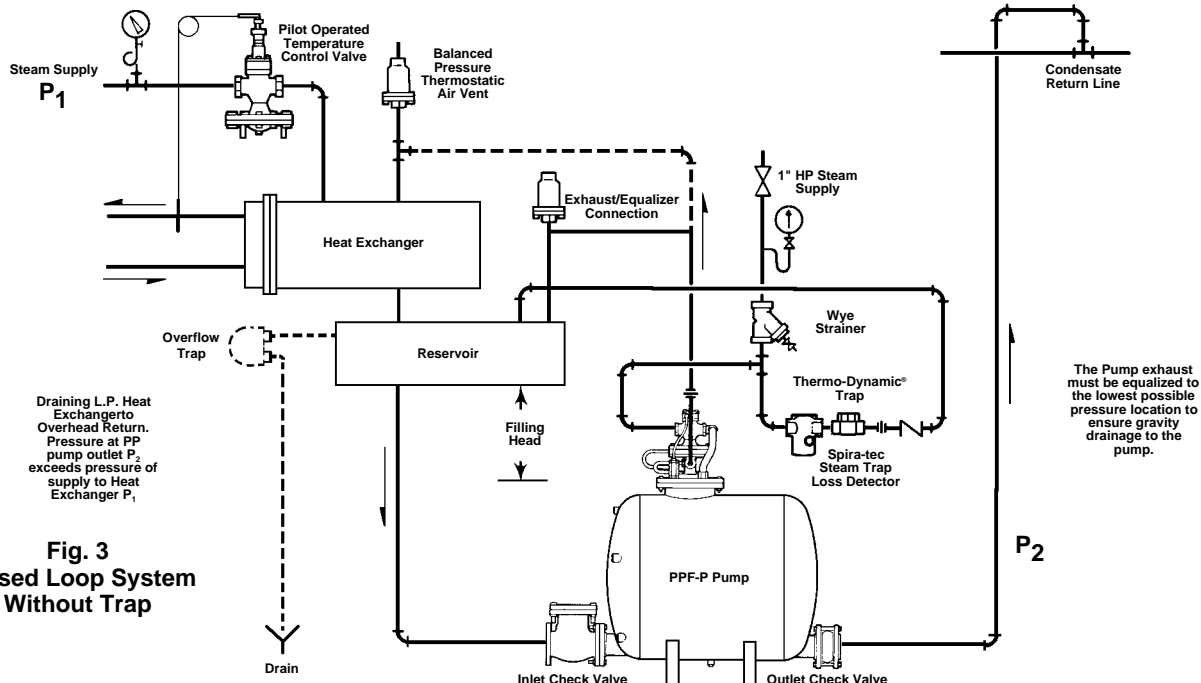 Pilot Operated
Temperature
Control Valve
Steam Supply
P1
Balanced
Pressure
Thermostatic
Air Vent
Condensate
Return Line
1" HP Steam
Supply
Exhaust/Equalizer
Connection
Heat Exchanger
Wye
Strainer
Overflow
Trap
Reservoir
Thermo-Dynamic®
Trap
The Pump exhaust
must be equalized to
the lowest possible
pressure location to
ensure gravity
drainage to the
pump.
Draining L.P. Heat
Exchangerto
Overhead Return.
Pressure at PP
pump outlet P2
exceeds pressure of
supply to Heat
Exchanger P1
Filling
Head
Spira-tec
Steam Trap
Loss Detector
P2
Fig. 3
sed Loop System
Without Trap
PPF-P Pump
Drain
Inlet Check Valve
Outlet Check Valve